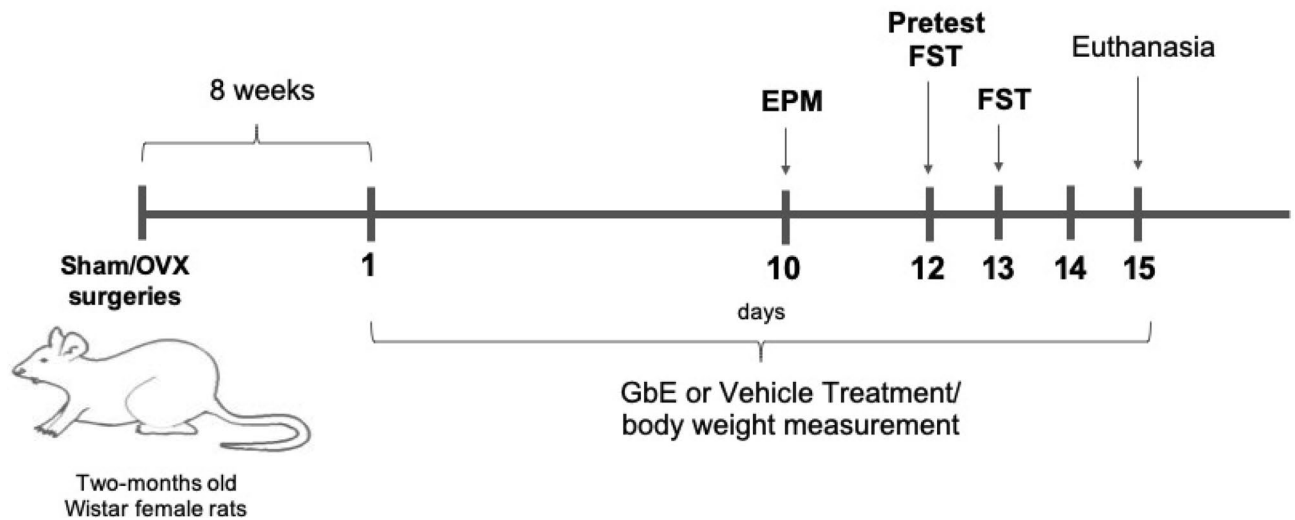 8 weeks
EPM
Pretest
FST
FST
Euthanasia
Sham/OVX
surgeries
1
10
12
13
14
15
days
GbE or Vehicle Treatment/
body weight measurement
Two-months old
Wistar female rats